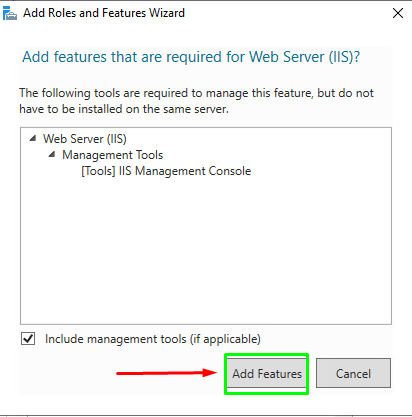 Add Roles and Features Wizard
Add features that are required for Web Server (IIS)?
The following tools are required to manage this feature, but do not
have to be installed on the same server.
Web Server (IIS)
Management Tools
[Tools] IIS Management Console
Include management tools (if applicable)
Add Features
Cancel